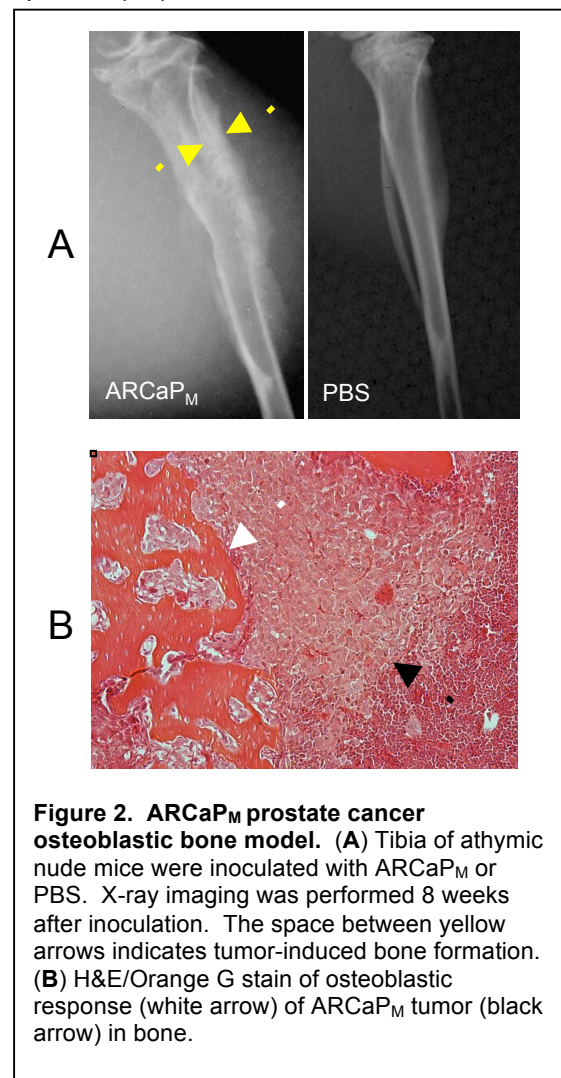 A
ARCaPM
PBS
B
Figure 2. ARCaPM prostate cancer
osteoblastic bone model. (A) Tibia of athymic
nude mice were inoculated with ARCaPM or
PBS. X-ray imaging was performed 8 weeks
after inoculation. The space between yellow
arrows indicates tumor-induced bone formation.
(B) H&E/Orange G stain of osteoblastic
response (white arrow) of ARCaPM tumor (black
arrow) in bone.